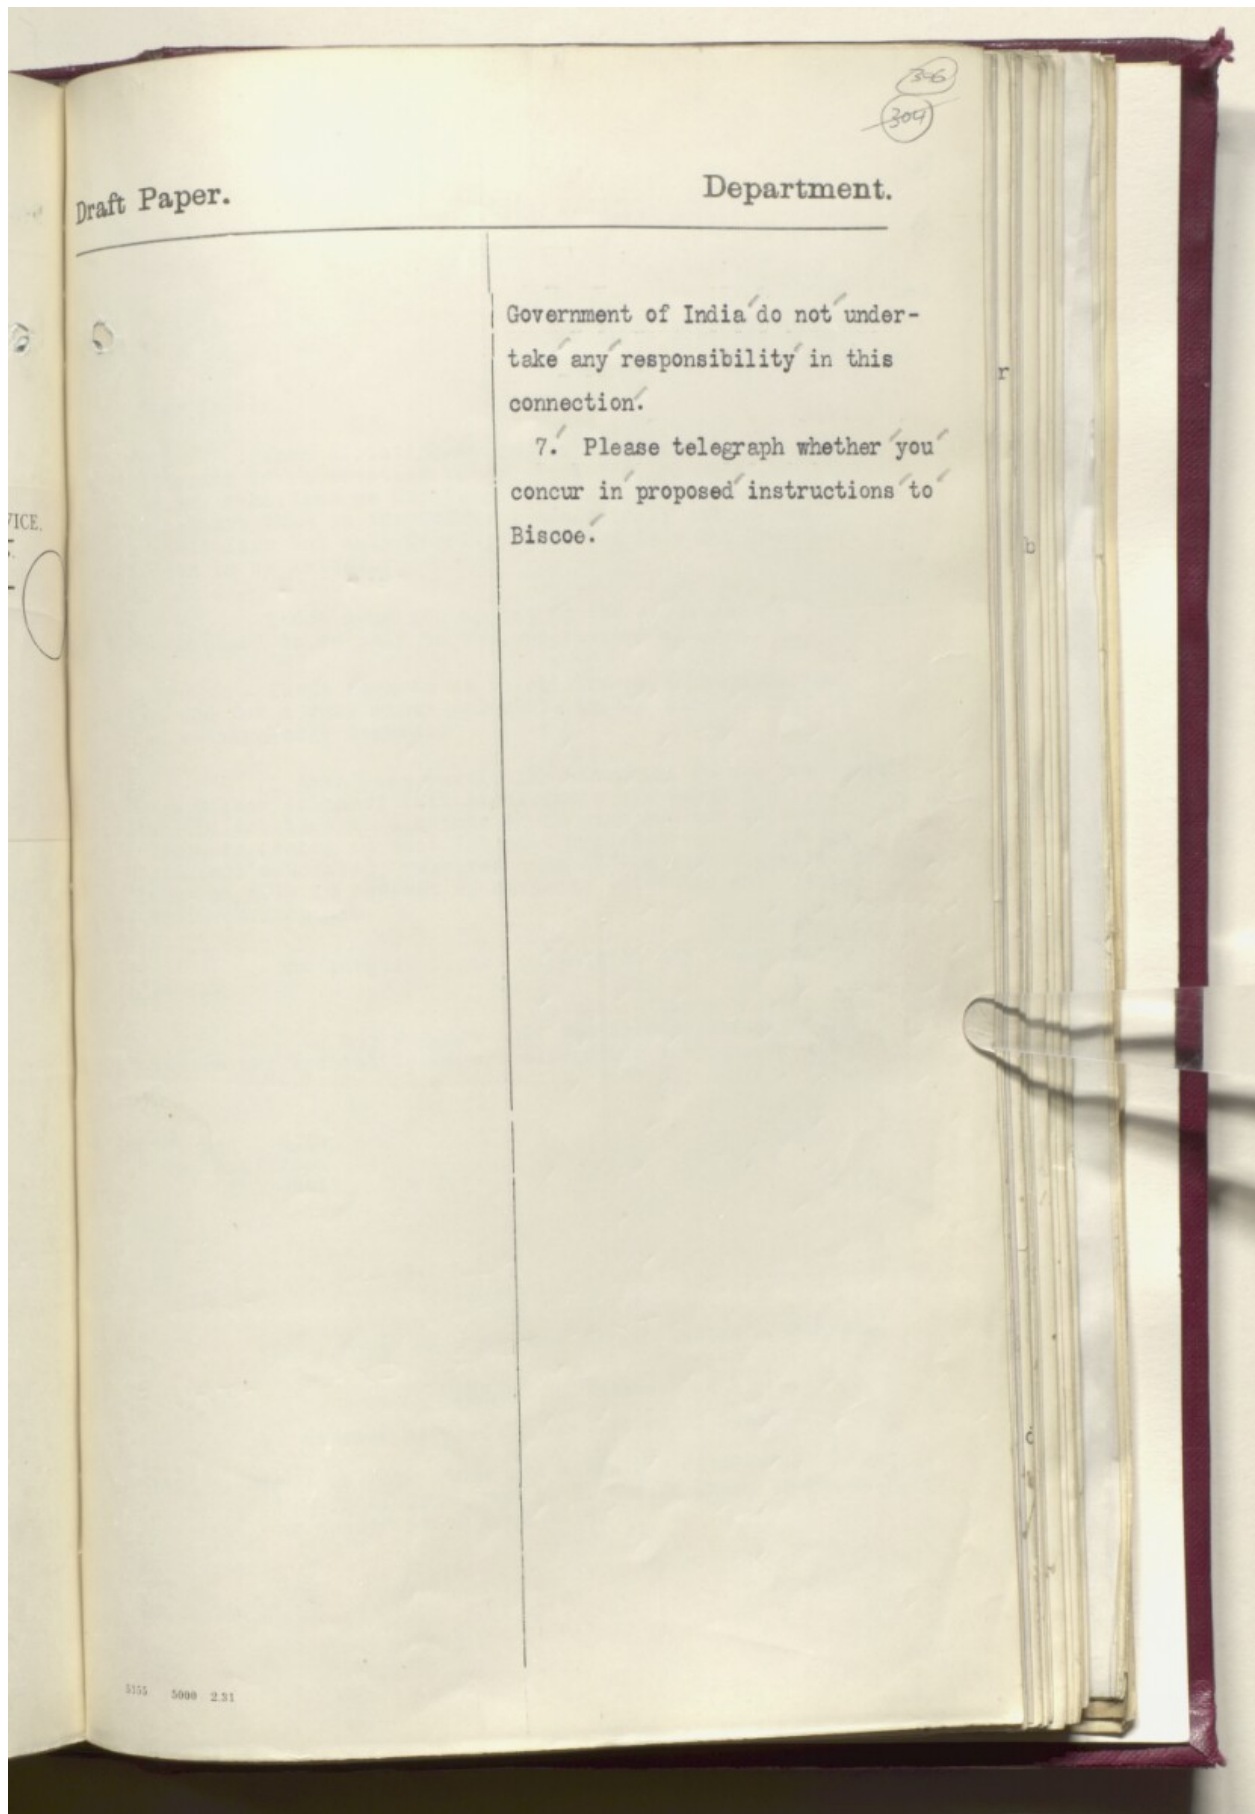 306
304
Draft Paper. Department.
Government of India do not under-
take any responsibility in this
connection.
7. Please telegraph whether you
concur in proposed instructions to
Biscoe.
VICE.
r
b
d
5155 5000 2.31